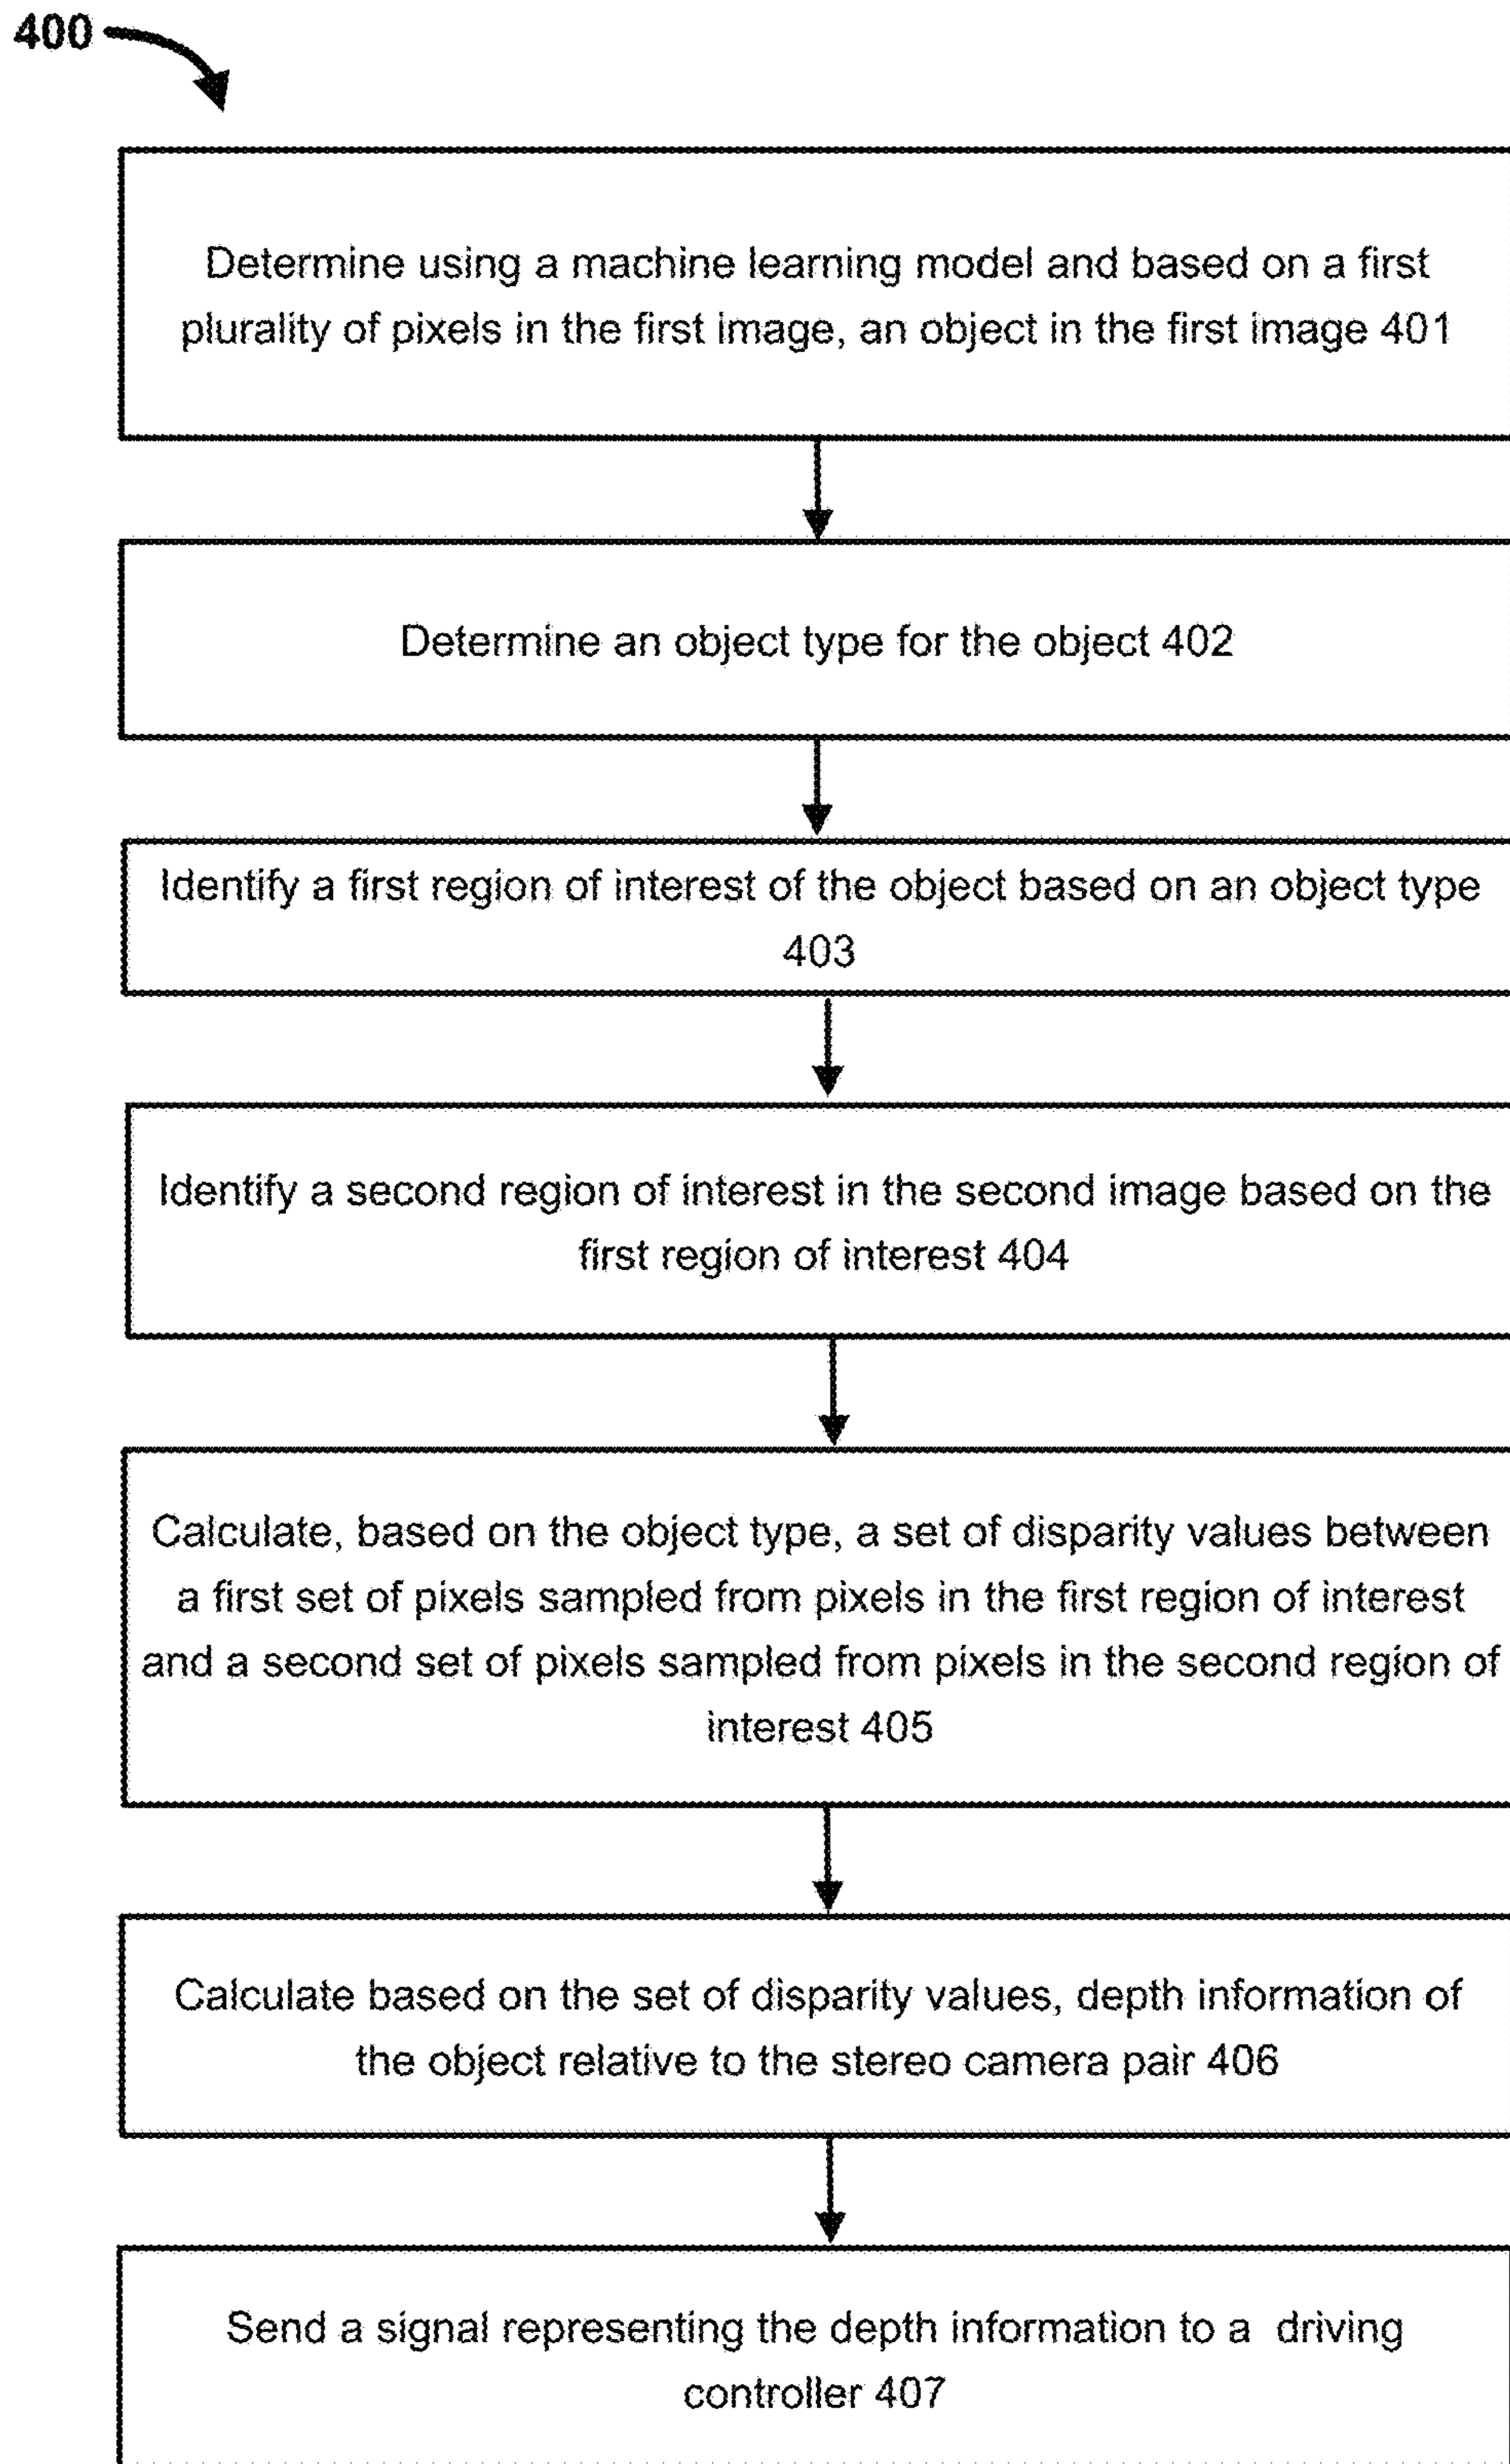 400
Determine using a machine learning model and based on a first
plurality of pixels in the first image, an object in the first image 401
Determine an object type for the object 402
Identify a first region of interest of the object based on an object type
403
Identify a second region of interest in the second image based on the
first region of interest 404
Calculate, based on the object type, a set of disparity values between
a first set of pixels sampled from pixels in the first region of interest
and a second set of pixels sampled from pixels in the second region of
interest 405
Calculate based on the set of disparity values, depth information of
the object relative to the stereo camera pair 406
Send a signal representing the depth information to a driving
controller 407